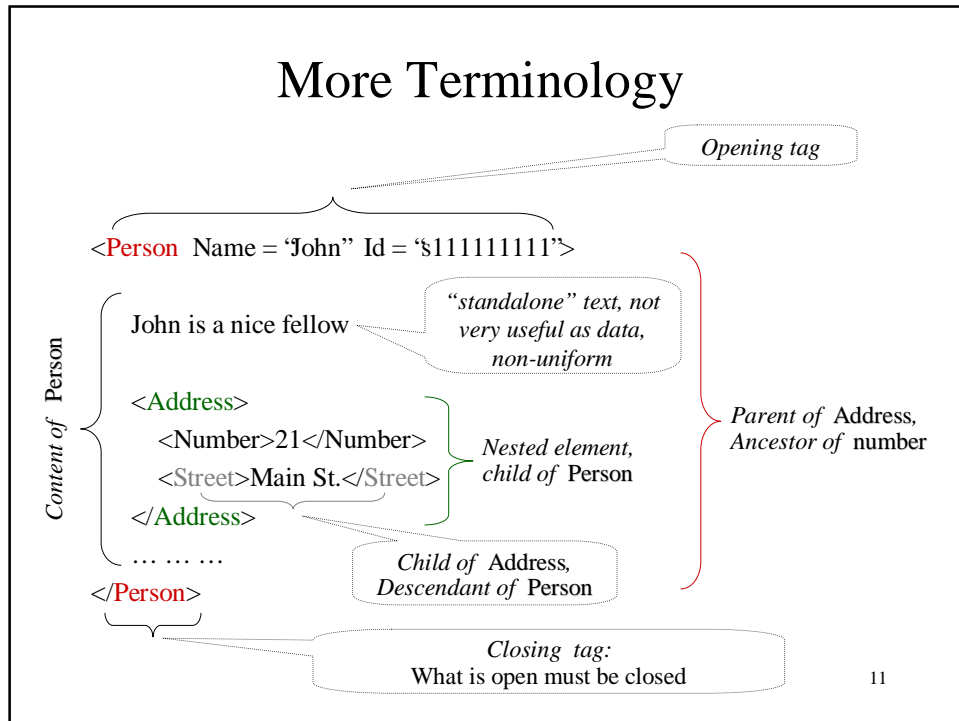 More Terminology
Opening tag
<Person Name = “John” Id = “s111111111”>
“standalone” text, not
very useful as data,
non-uniform
John is a nice fellow
Content of Person
<Address>
<Number>21</Number>
<Street>Main St.</Street>
</Address>
Nested element,
child of Person
Parent of Address,
Ancestor of number
… … …
Child of Address,
Descendant of Person
</Person>
Closing tag:
What is open must be closed
11